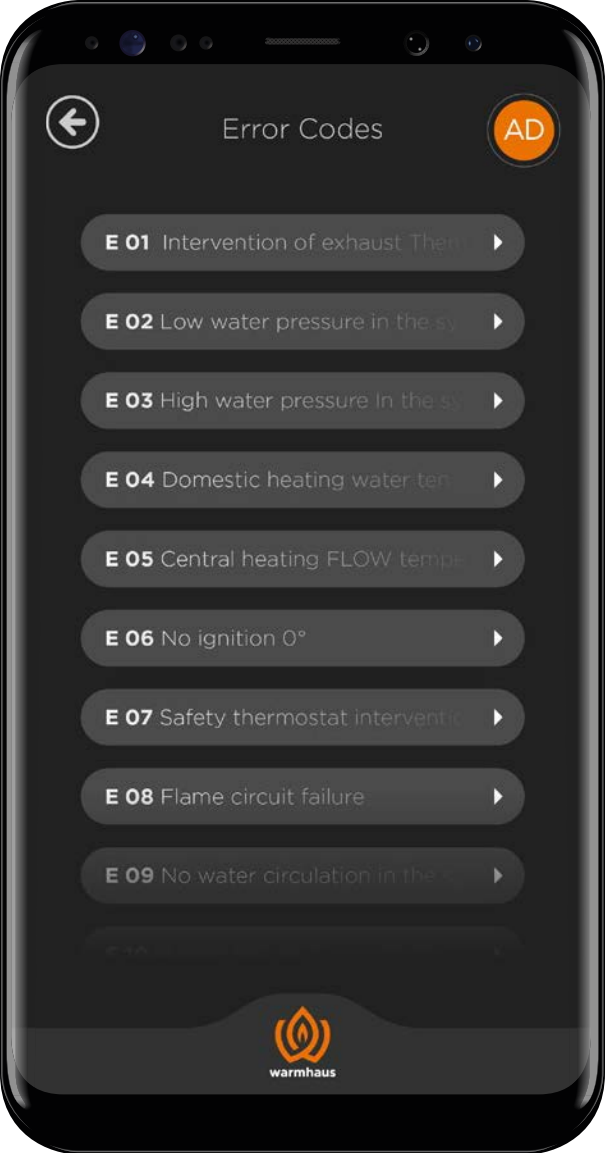 Error Codes
AD
E 01 Intervention of exhaust Ther
E 02 Low water pressure in the sy
E 03 High water pressure In the sy
E 04 Domestic heating water ten
E 05 Central heating FLOW tempe
E 06 No ignition 0°
E 07 Safety thermostat interventio
E 08 Flame circuit failure
E 09 No water circulation in the s
E 10
warmhaus